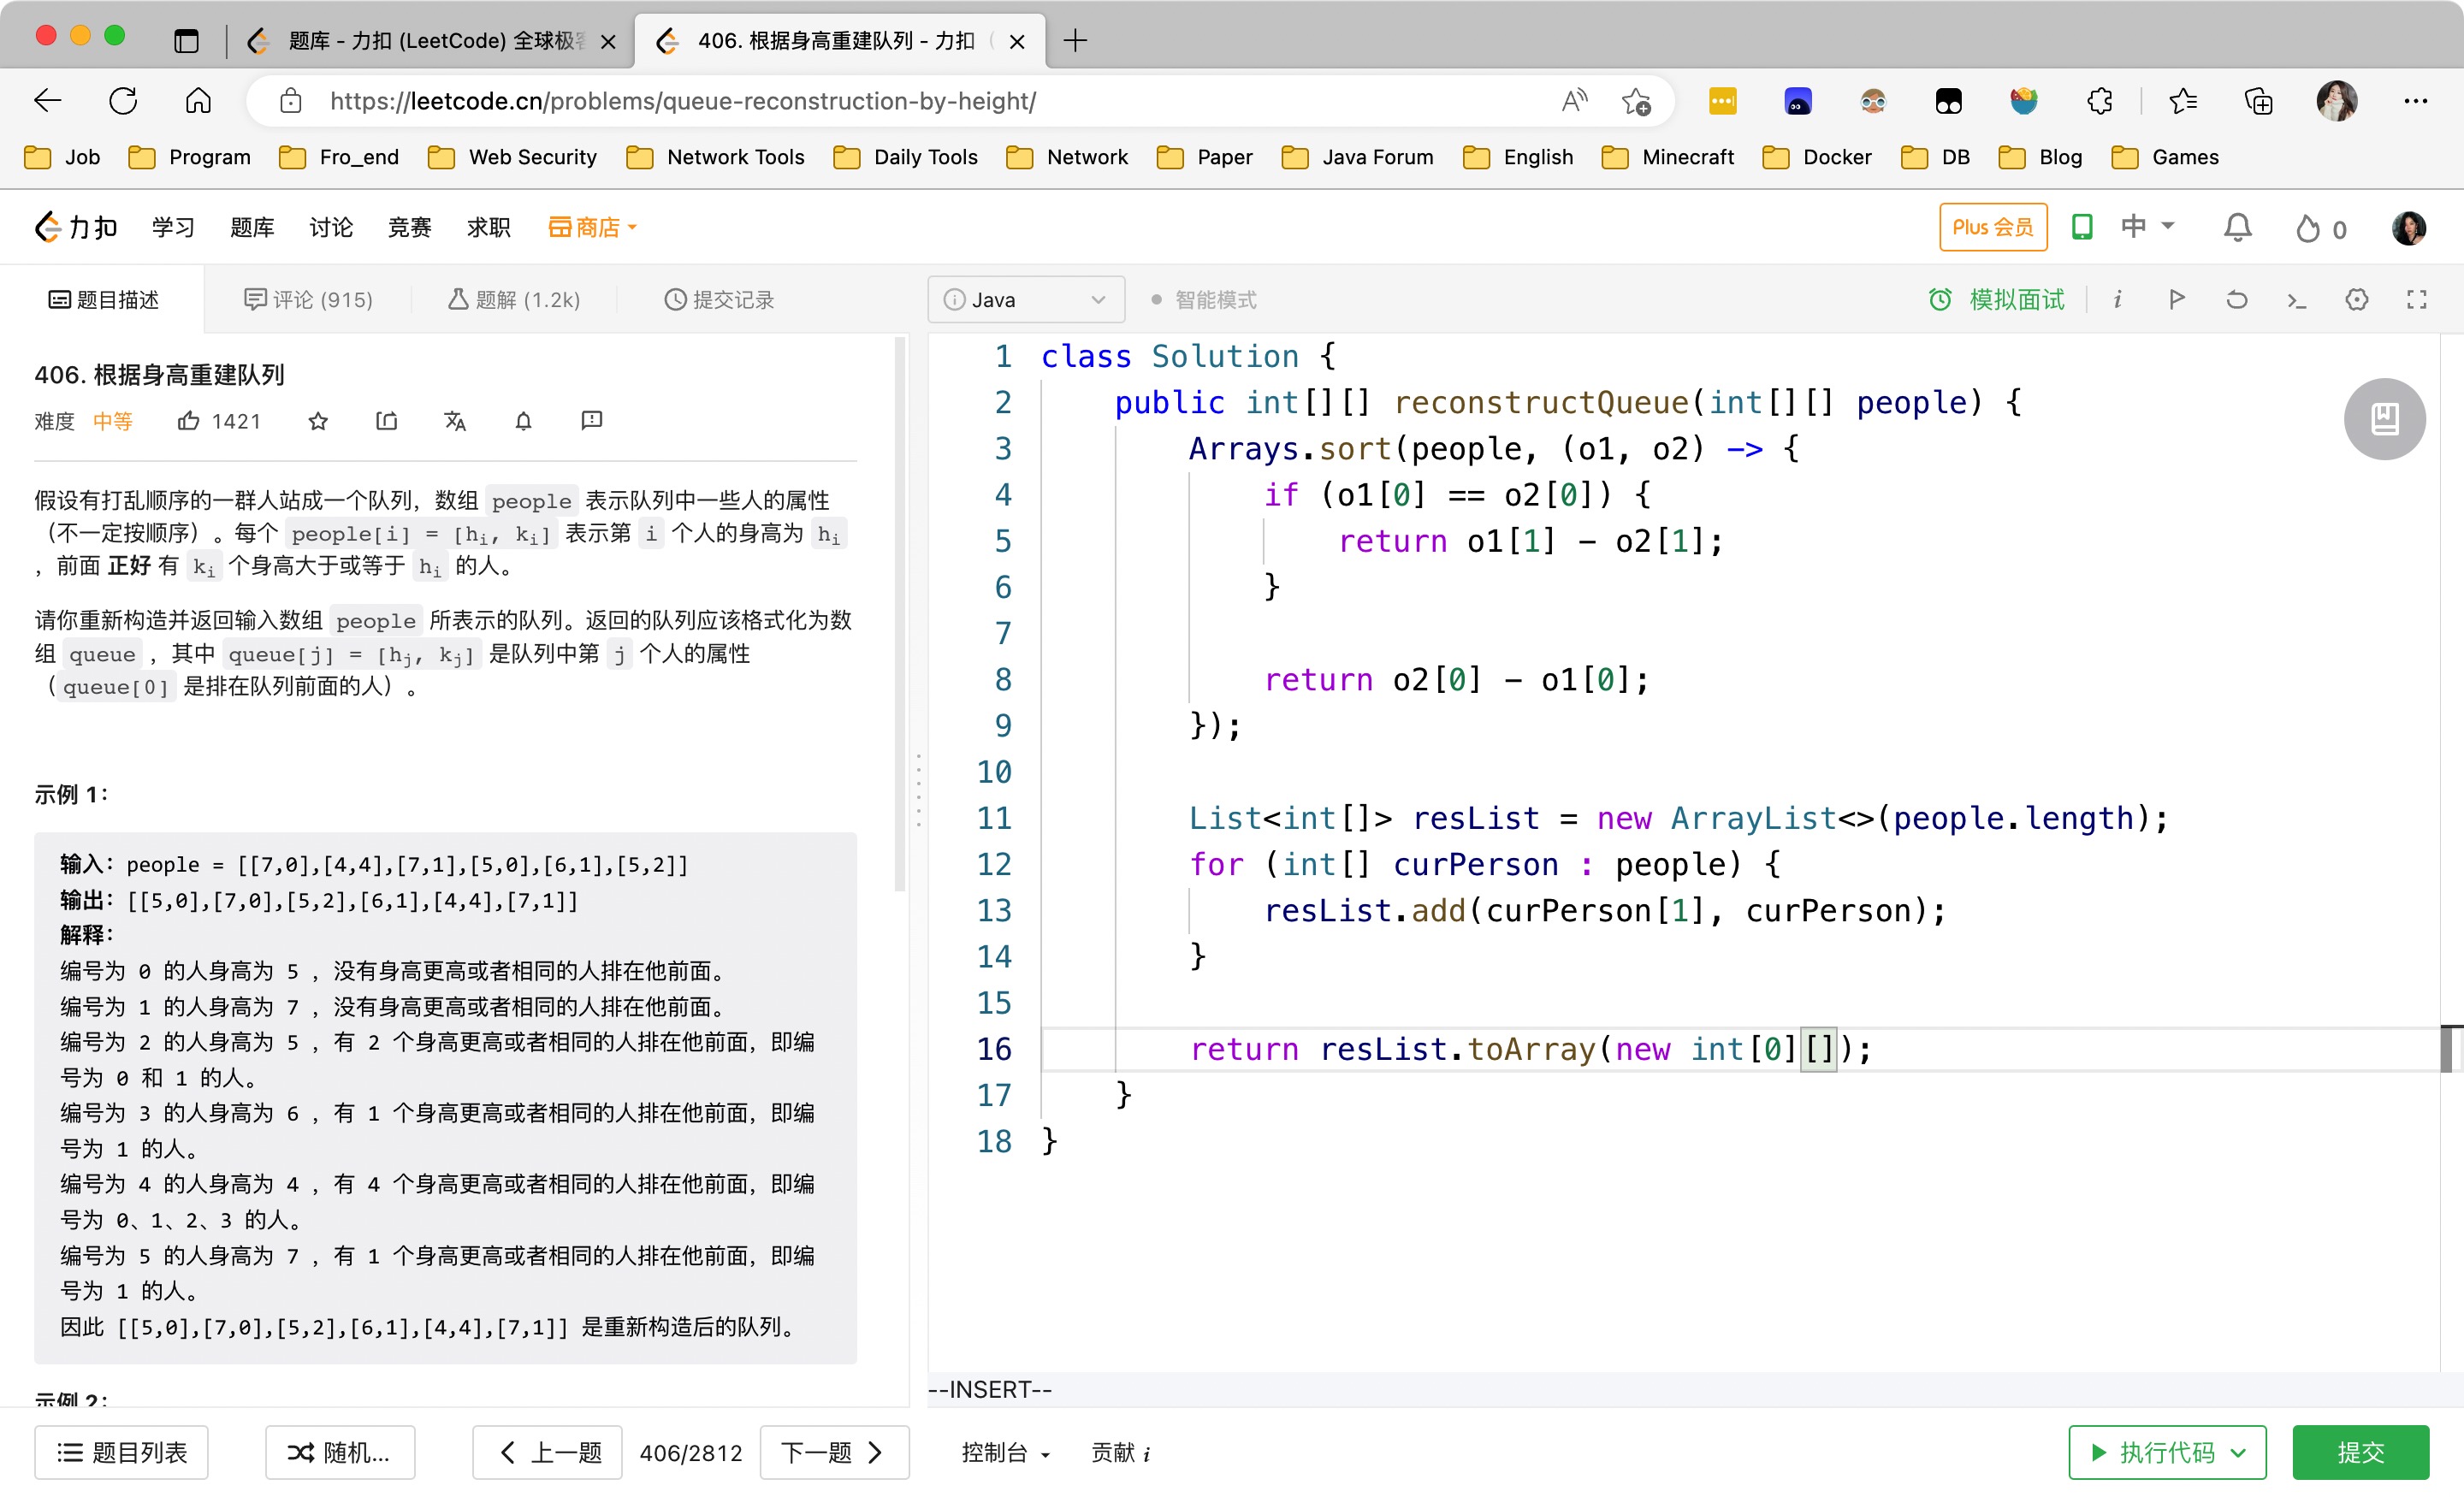 题库 - 力扣 (LeetCode) 全球极客
406. 根据身高重建队列 - 力扣 （
https://leetcode.cn/problems/queue-reconstruction-by-height/
Job Program Fro_end Web Security Network Tools Daily Tools Network Paper Java Forum English Minecraft Docker DB Blog Games
力扣 学习 题库 讨论 竞赛 求职 商店 Plus 会员 中 0
题目描述 评论 (915) 题解 (1.2k) 提交记录
Java 智能模式 模拟面试
406. 根据身高重建队列
难度 中等 1421
假设有打乱顺序的一群人站成一个队列，数组 people 表示队列中一些人的属性
（不一定按顺序）。每个 people[i] = [hi, ki] 表示第 i 个人的身高为 hi
，前面 正好 有 ki 个身高大于或等于 hi 的人。
请你重新构造并返回输入数组 people 所表示的队列。返回的队列应该格式化为数
组 queue ，其中 queue[j] = [hj, kj] 是队列中第 j 个人的属性
（queue[0] 是排在队列前面的人）。
示例 1：
输入：people = [[7,0],[4,4],[7,1],[5,0],[6,1],[5,2]]
输出：[[5,0],[7,0],[5,2],[6,1],[4,4],[7,1]]
解释：
编号为 0 的人身高为 5 ，没有身高更高或者相同的人排在他前面。
编号为 1 的人身高为 7 ，没有身高更高或者相同的人排在他前面。
编号为 2 的人身高为 5 ，有 2 个身高更高或者相同的人排在他前面，即编
号为 0 和 1 的人。
编号为 3 的人身高为 6 ，有 1 个身高更高或者相同的人排在他前面，即编
号为 1 的人。
编号为 4 的人身高为 4 ，有 4 个身高更高或者相同的人排在他前面，即编
号为 0、1、2、3 的人。
编号为 5 的人身高为 7 ，有 1 个身高更高或者相同的人排在他前面，即编
号为 1 的人。
因此 [[5,0],[7,0],[5,2],[6,1],[4,4],[7,1]] 是重新构造后的队列。
示例 2：
1 class Solution {
2 public int[][] reconstructQueue(int[][] people) {
3 Arrays.sort(people, (o1, o2) -> {
4 if (o1[0] == o2[0]) {
5 return o1[1] - o2[1];
6 }
7
8 return o2[0] - o1[0];
9 });
10
11 List<int[]> resList = new ArrayList<>(people.length);
12 for (int[] curPerson : people) {
13 resList.add(curPerson[1], curPerson);
14 }
15
16 return resList.toArray(new int[0][]);
17 }
18 }
--INSERT--
题目列表 随机... 上一题 406/2812 下一题 控制台 贡献 i 执行代码 提交